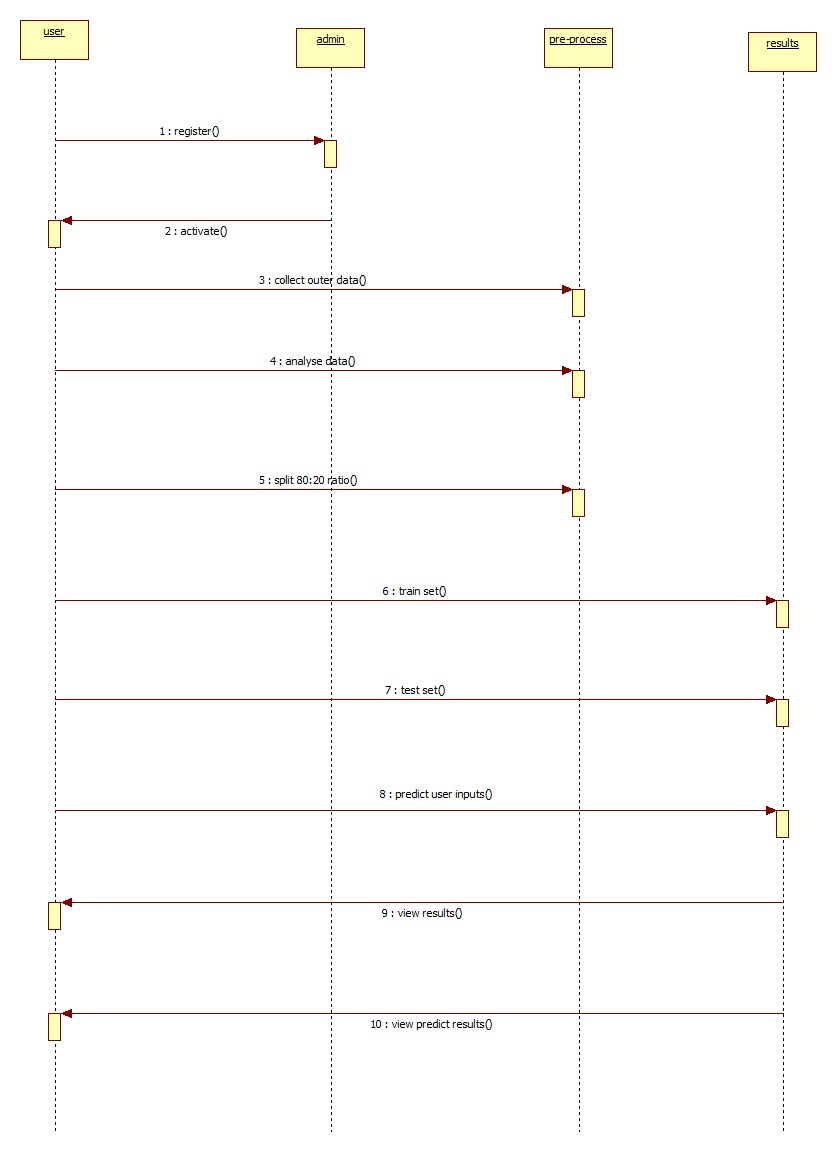 user
admin
pre-process
results
1 : register()
2 : activate()
3 : collect outer data()
4 : analyse data()
5 : split 80:20 ratio()
6 : train set()
7 : test set()
8 : predict user inputs()
9 : view results()
10 : view predict results()